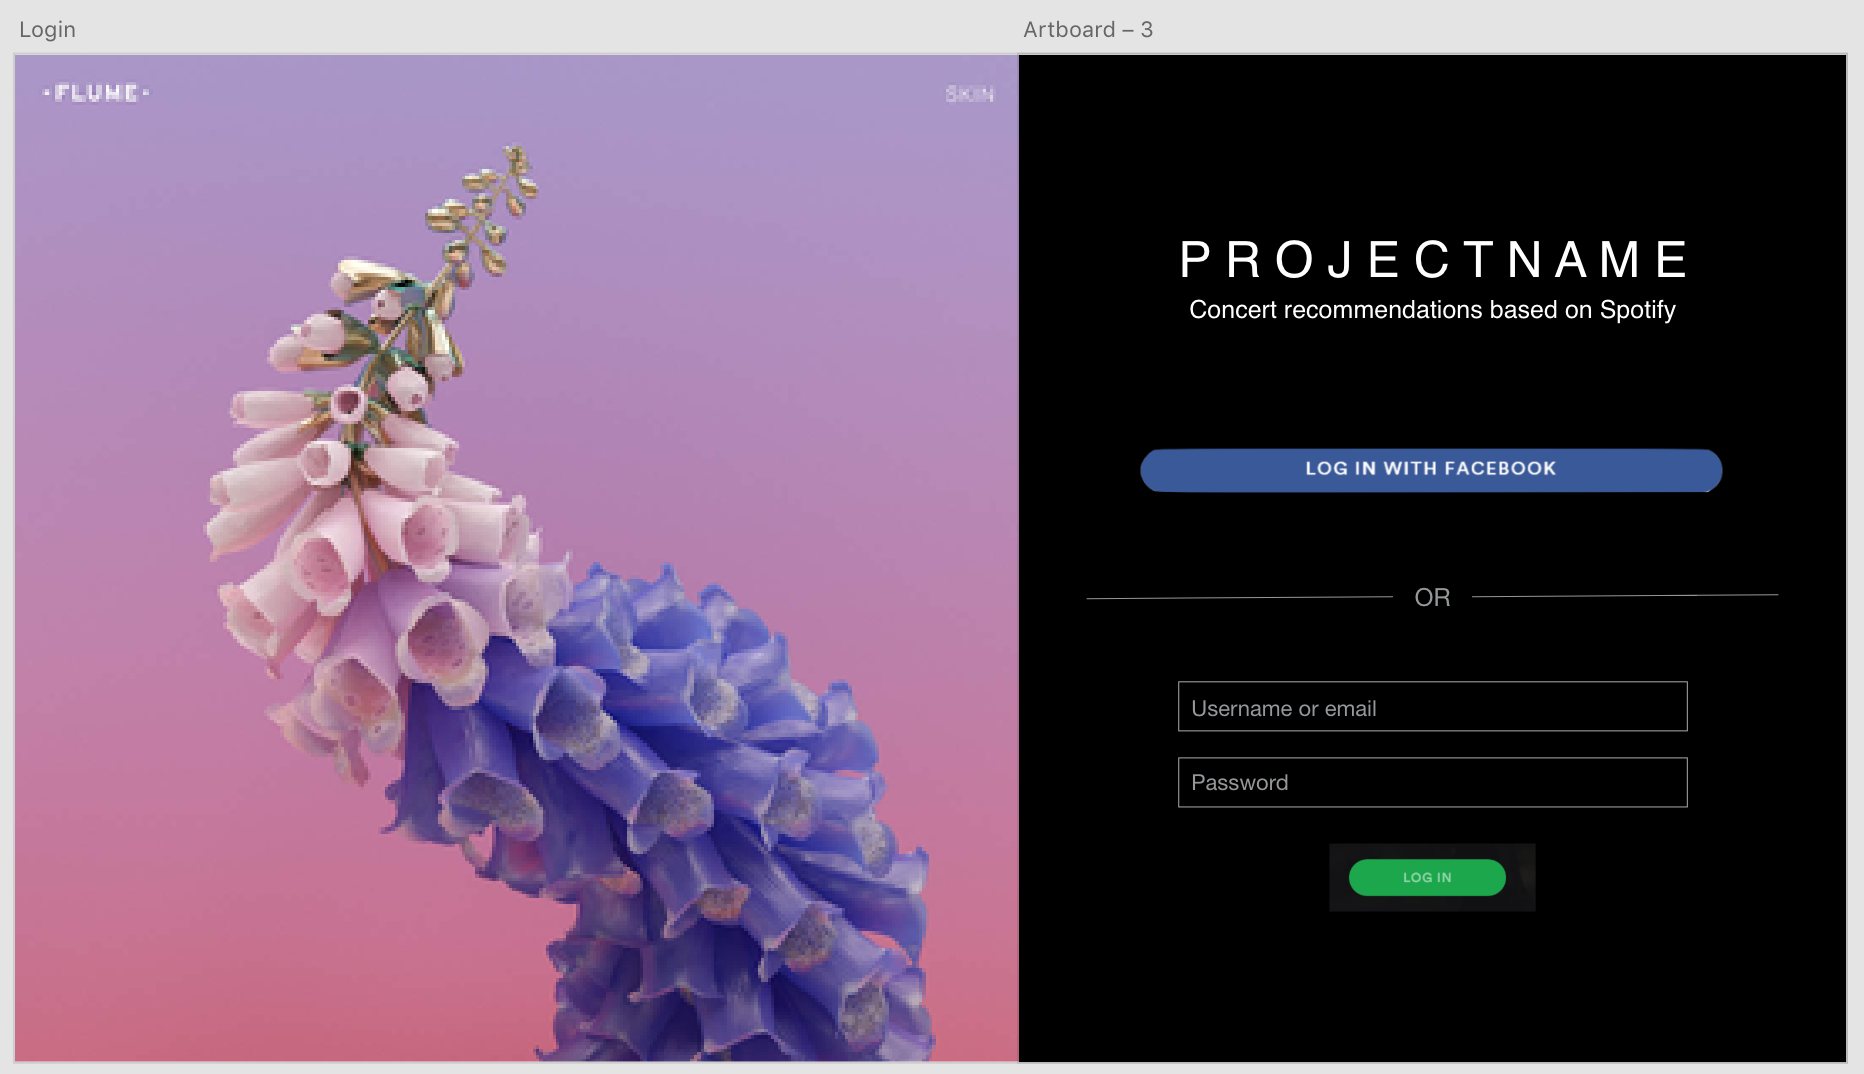 Login
Artboard – 3
·FLUME·
SKIN
PROJECTNAME
Concert recommendations based on Spotify
LOG IN WITH FACEBOOK
OR
Username or email
Password
LOG IN